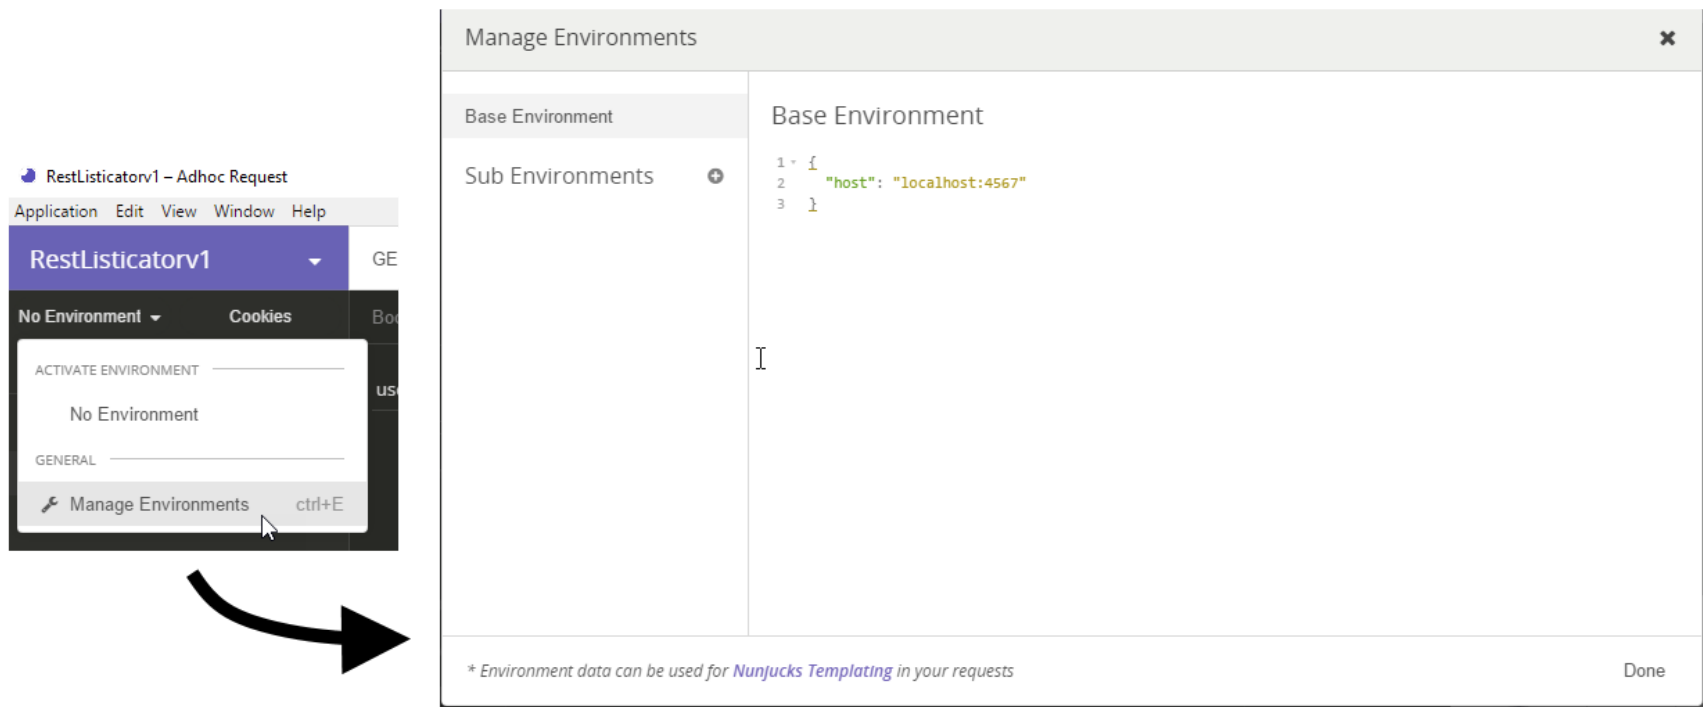 RestListicatorv1 – Adhoc Request
Application Edit View Window Help
RestListicatorv1
GE
No Environment
Cookies
Boo
ACTIVATE ENVIRONMENT
use
No Environment
GENERAL
Manage Environments ctrl+E
Manage Environments
Base Environment
Sub Environments
Base Environment
1 {
2 "host": "localhost:4567"
3 }
* Environment data can be used for Nunjucks Templating in your requests
Done